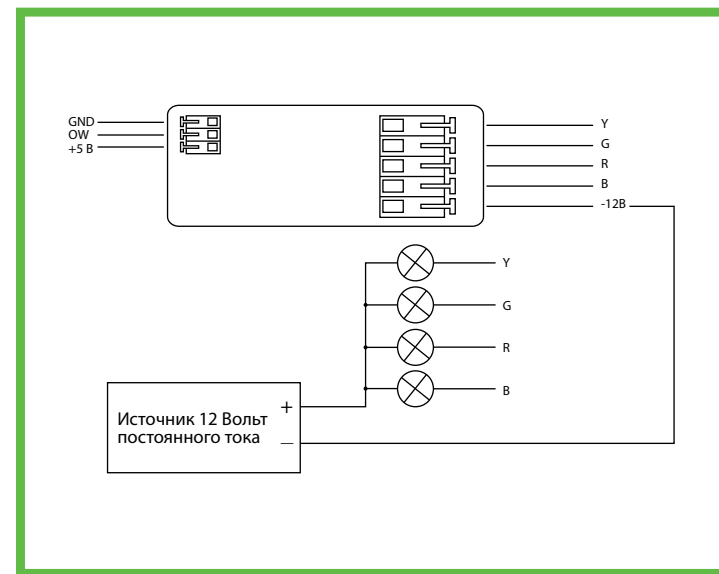 GND
OW
+5 В
Y
G
R
B
-12В
Y
G
R
B
Источник 12 Вольт
постоянного тока
+
—